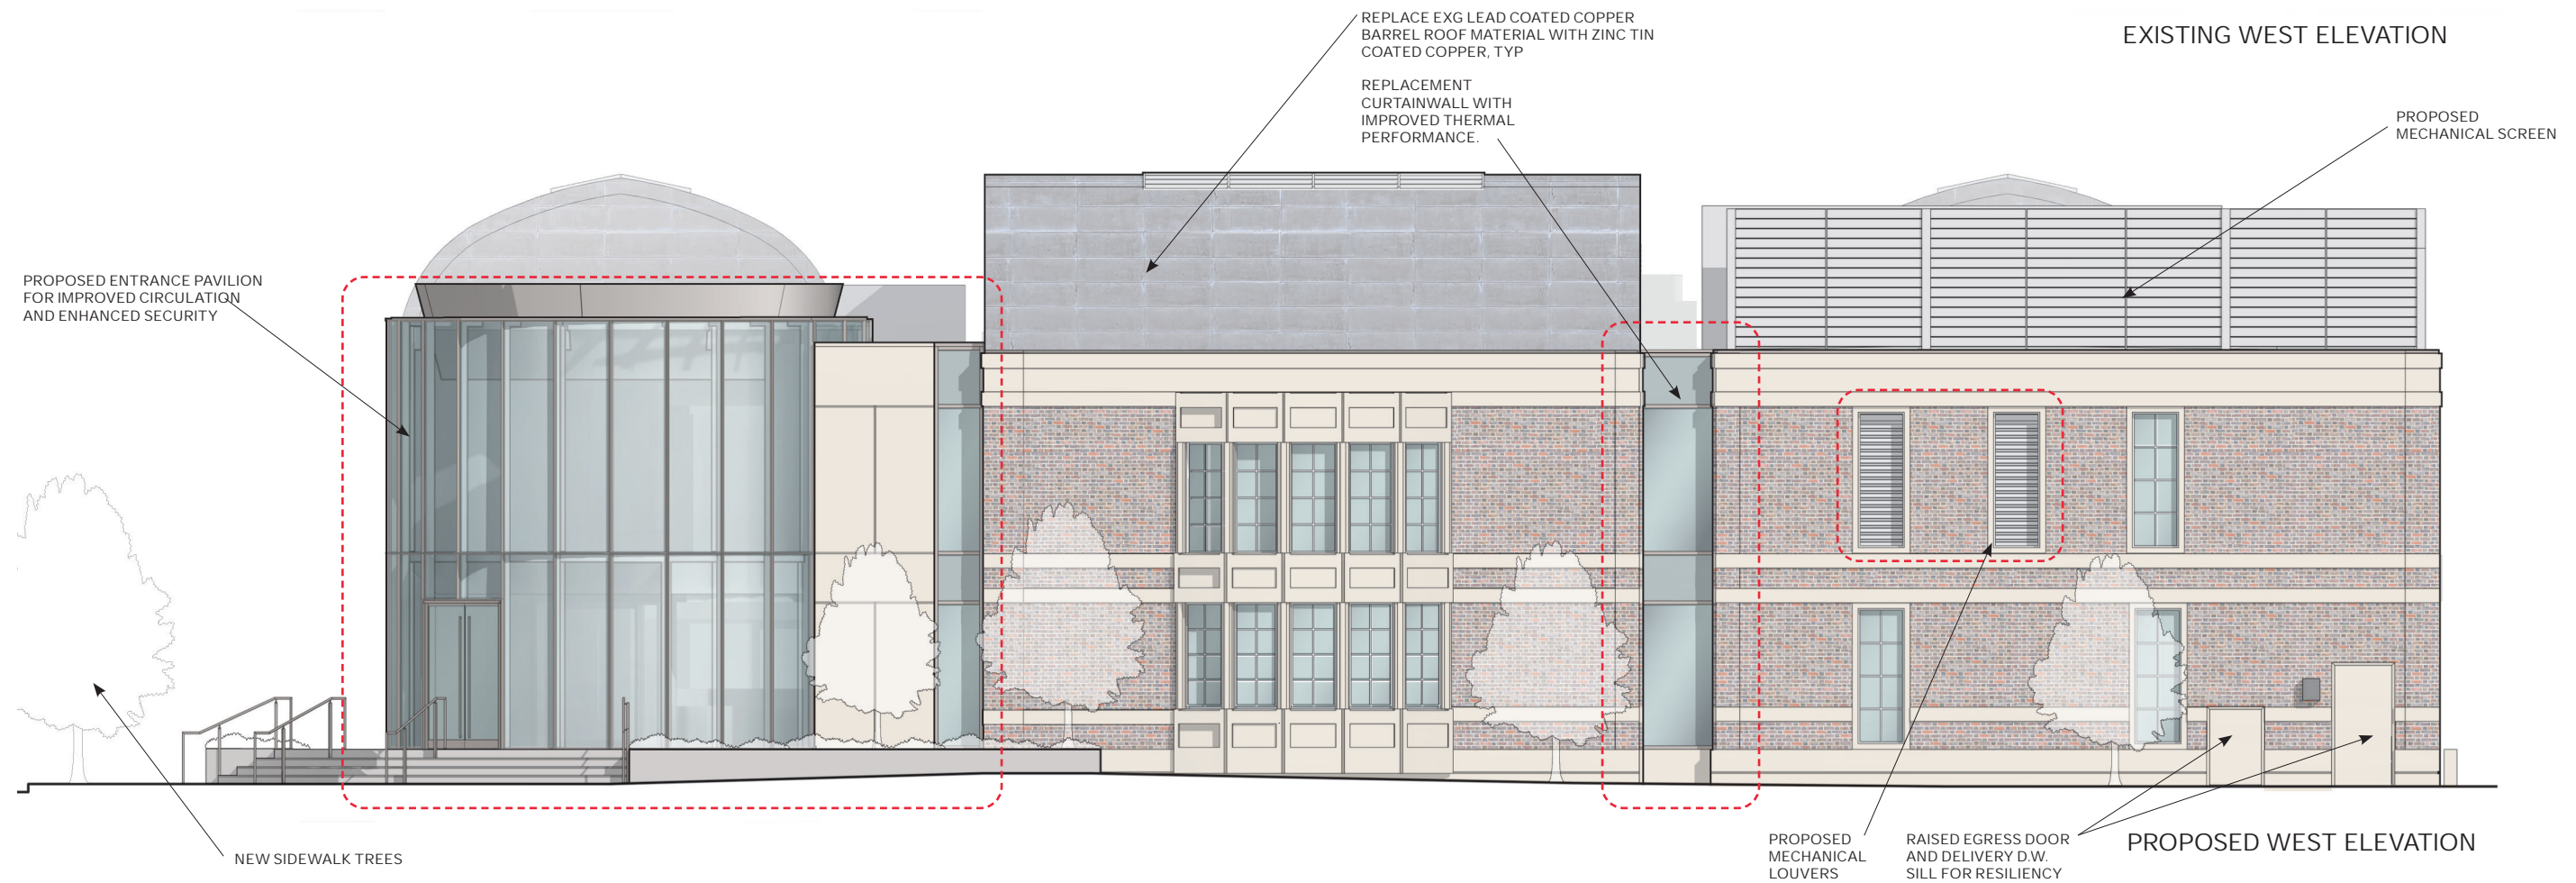 REPLACE EXG LEAD COATED COPPER
BARREL ROOF MATERIAL WITH ZINC TIN
COATED COPPER, TYP
EXISTING WEST ELEVATION
REPLACEMENT
CURTAINWALL WITH
IMPROVED THERMAL
PERFORMANCE.
PROPOSED
MECHANICAL SCREEN
PROPOSED ENTRANCE PAVILION
FOR IMPROVED CIRCULATION
AND ENHANCED SECURITY
NEW SIDEWALK TREES
PROPOSED
MECHANICAL
LOUVERS
RAISED EGRESS DOOR
AND DELIVERY D.W.
SILL FOR RESILIENCY
PROPOSED WEST ELEVATION